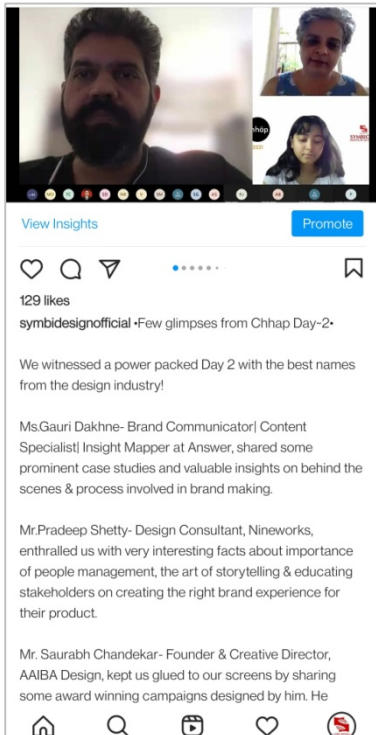 hhöp
SYMBIO
View Insights
Promote
129 likes
symbidesignofficial •Few glimpses from Chhap Day-2•
We witnessed a power packed Day 2 with the best names
from the design industry!
Ms.Gauri Dakhne- Brand Communicator| Content
Specialist| Insight Mapper at Answer, shared some
prominent case studies and valuable insights on behind the
scenes & process involved in brand making.
Mr.Pradeep Shetty- Design Consultant, Nineworks,
enthralled us with very interesting facts about importance
of people management, the art of storytelling & educating
stakeholders on creating the right brand experience for
their product.
Mr. Saurabh Chandekar- Founder & Creative Director,
AAIBA Design, kept us glued to our screens by sharing
some award winning campaigns designed by him. He